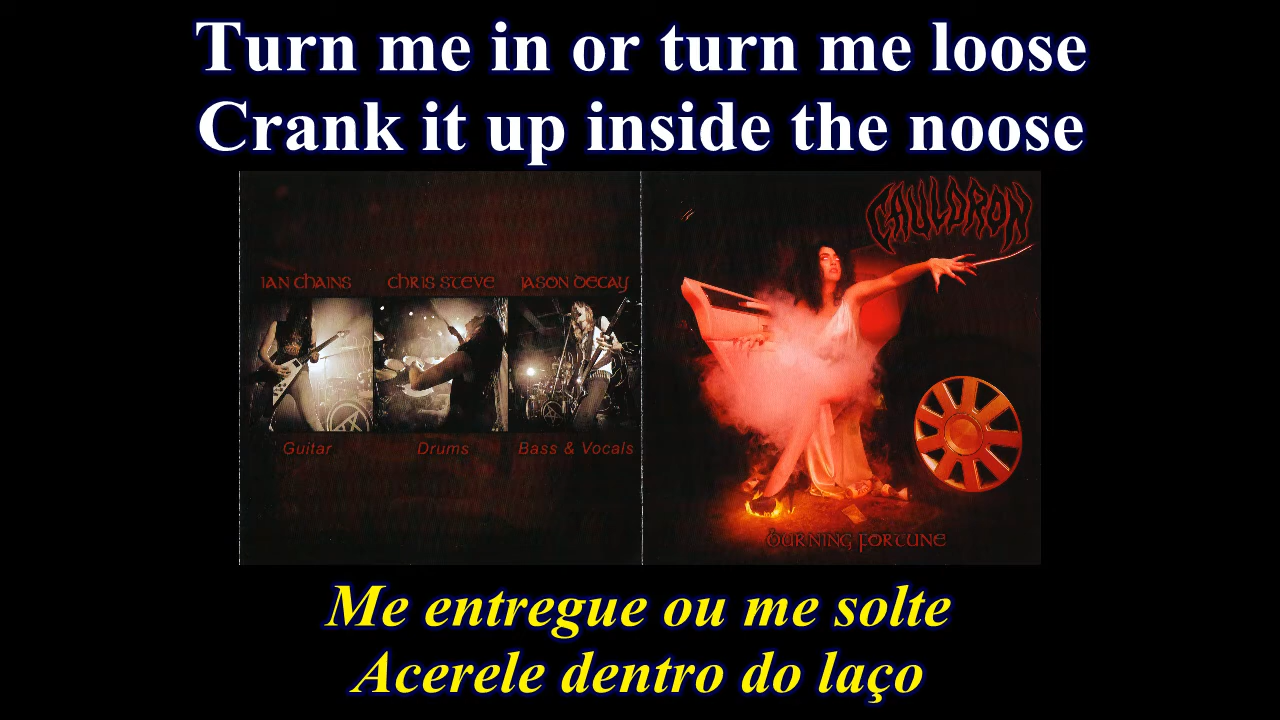 Turn me in or turn me loose
Crank it up inside the noose
CAULDRON
IAN CHAINS CHRIS STEVE JASON DECAY
Guitar Drums Bass & Vocals
BURNING FORTUNE
Me entregue ou me solte
Acerele dentro do laço